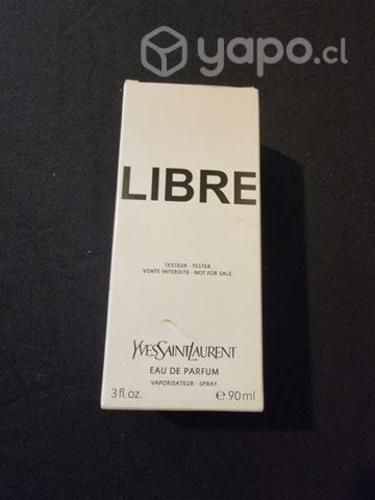 yapo.cl
LIBRE
TESTEUR - TESTER
VENTE INTERDITE - NOT FOR SALE
YVESSAINTLAURENT
EAU DE PARFUM
VAPORISATEUR - SPRAY
3 fl. oz. ℮ 90 ml